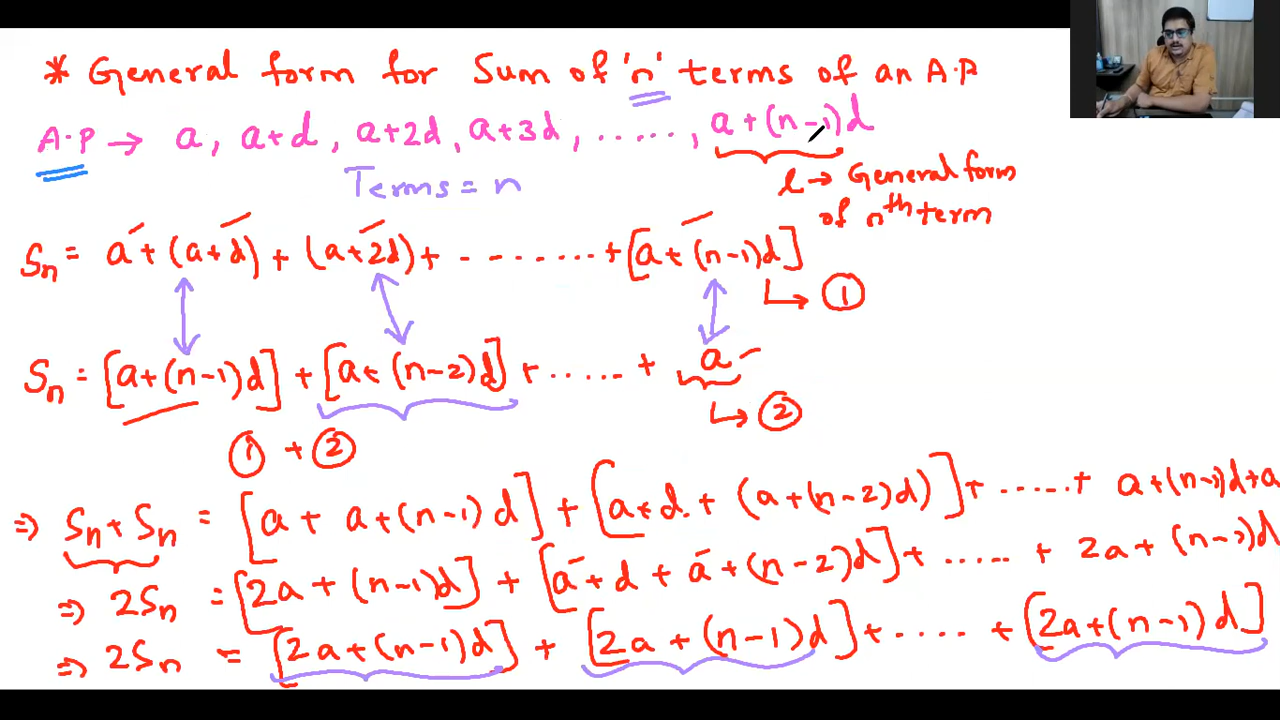 * General form for Sum of 'n' terms of an A.P
A.P → a, a+d, a+2d, a+3d, ......, a+(n-1)d
Terms = n
l → General form
of nth term
Sn = a + (a+d) + (a+2d) + ........ + [a+(n-1)d]
→ ①
Sn = [a+(n-1)d] + [a+(n-2)d] + ...... + a
→ ②
① + ②
⇒ Sn + Sn = [a + a+(n-1)d] + [a+d + (a+(n-2)d)] + ...... + a+(n-1)d+a
⇒ 2Sn = [2a + (n-1)d] + [a+d + a+(n-2)d] + ...... + 2a + (n-1)d
⇒ 2Sn = [2a+(n-1)d] + [2a+(n-1)d] + .... + [2a+(n-1)d]